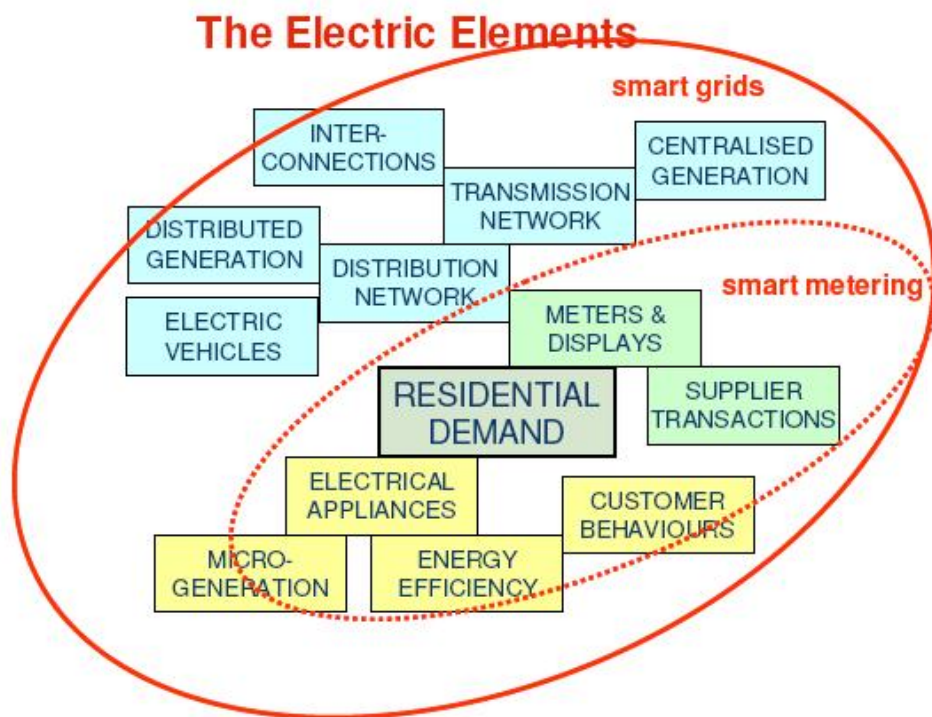 The Electric Elements
smart grids
INTER-
CONNECTIONS
CENTRALISED
GENERATION
TRANSMISSION
NETWORK
DISTRIBUTED
GENERATION
DISTRIBUTION
NETWORK
smart metering
ELECTRIC
VEHICLES
METERS &
DISPLAYS
RESIDENTIAL
DEMAND
SUPPLIER
TRANSACTIONS
ELECTRICAL
APPLIANCES
CUSTOMER
BEHAVIOURS
MICRO-
GENERATION
ENERGY
EFFICIENCY